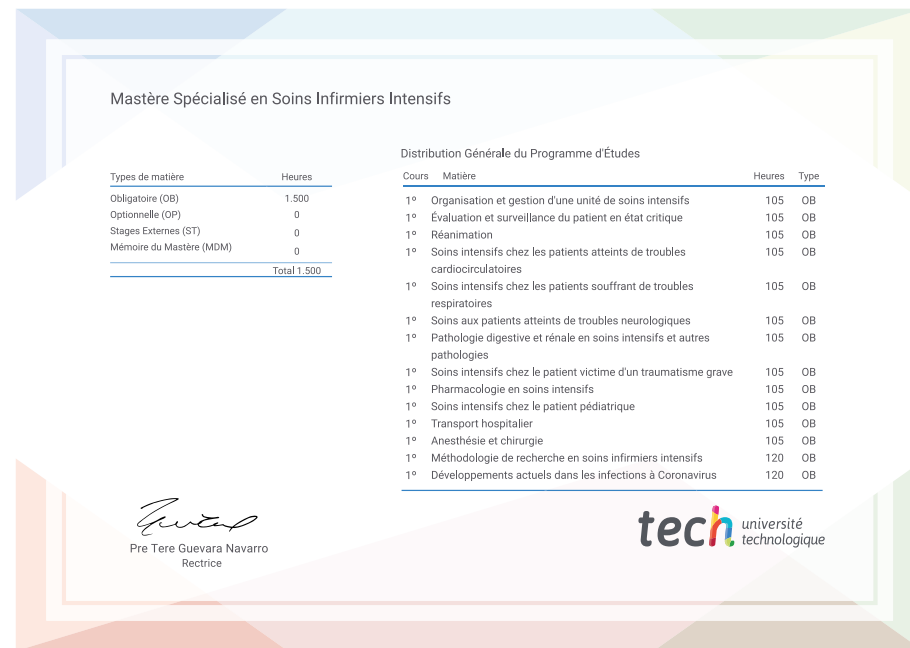 Mastère Spécialisé en Soins Infirmiers Intensifs
Types de matière Heures
Obligatoire (OB) 1.500
Optionnelle (OP) 0
Stages Externes (ST) 0
Mémoire du Mastère (MDM) 0
Total 1.500
Distribution Générale du Programme d'Études
Cours Matière Heures Type
1º Organisation et gestion d'une unité de soins intensifs 105 OB
1º Évaluation et surveillance du patient en état critique 105 OB
1º Réanimation 105 OB
1º Soins intensifs chez les patients atteints de troubles 105 OB
cardiocirculatoires
1º Soins intensifs chez les patients souffrant de troubles 105 OB
respiratoires
1º Soins aux patients atteints de troubles neurologiques 105 OB
1º Pathologie digestive et rénale en soins intensifs et autres 105 OB
pathologies
1º Soins intensifs chez le patient victime d'un traumatisme grave 105 OB
1º Pharmacologie en soins intensifs 105 OB
1º Soins intensifs chez le patient pédiatrique 105 OB
1º Transport hospitalier 105 OB
1º Anesthésie et chirurgie 105 OB
1º Méthodologie de recherche en soins infirmiers intensifs 120 OB
1º Développements actuels dans les infections à Coronavirus 120 OB
Pre Tere Guevara Navarro
Rectrice
tech université
technologique